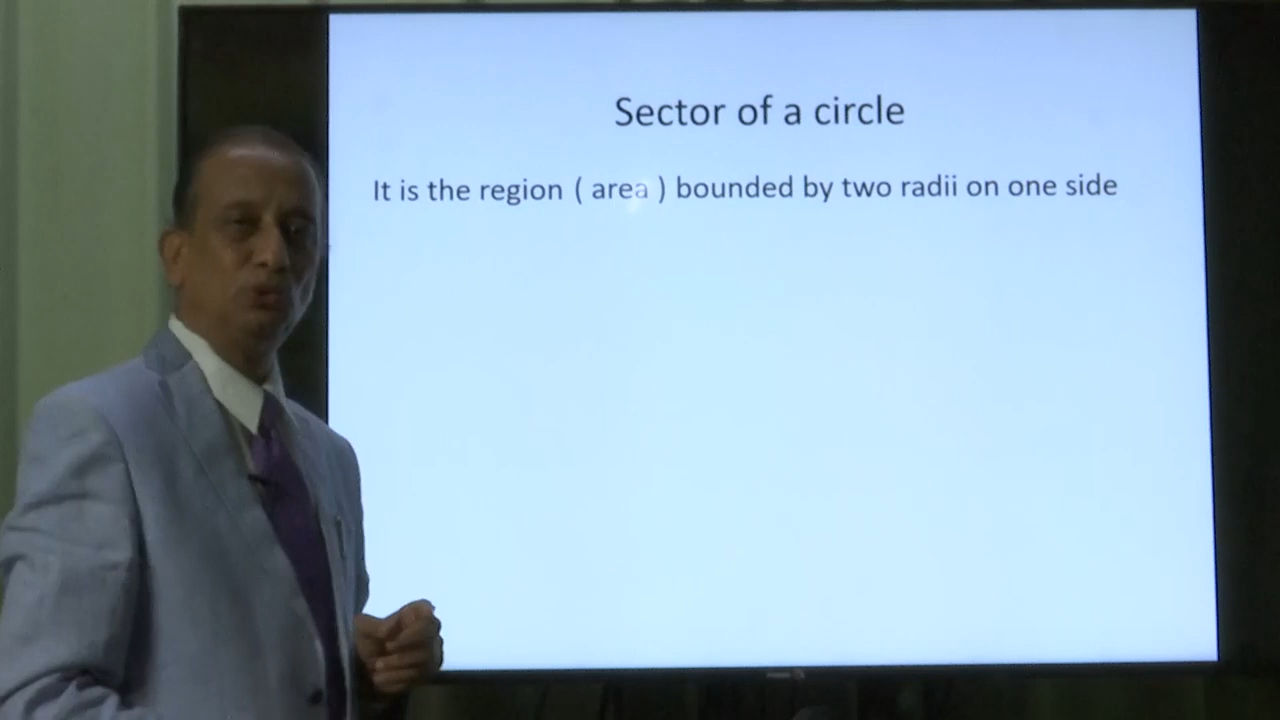 Sector of a circle
It is the region ( area ) bounded by two radii on one side